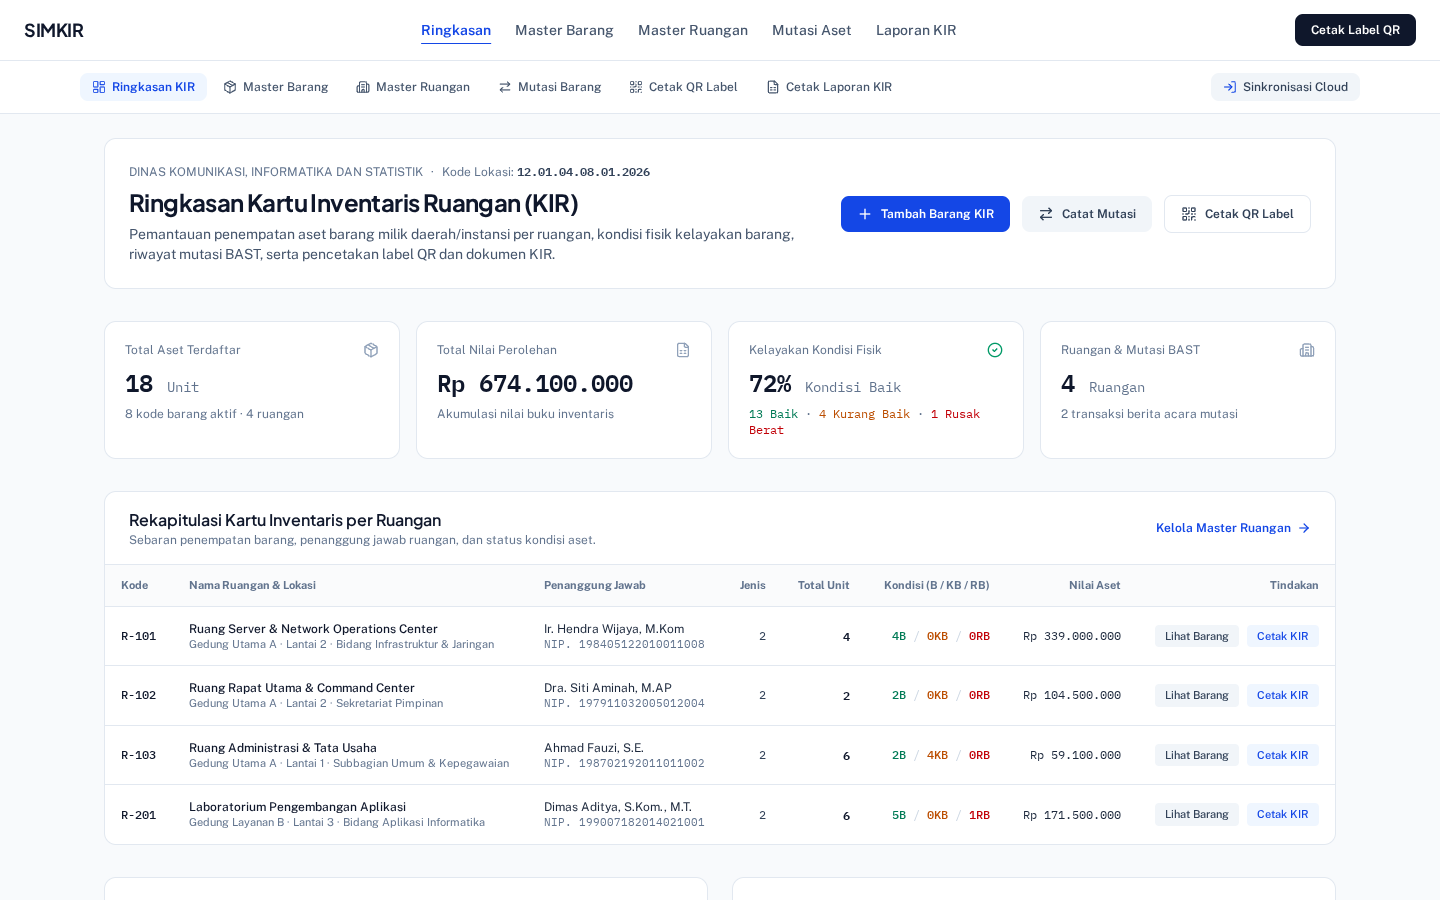 SIMKIR
Ringkasan
Master Barang
Master Ruangan
Mutasi Aset
Laporan KIR
Cetak Label QR
Ringkasan KIR
Master Barang
Master Ruangan
Mutasi Barang
Cetak QR Label
Cetak Laporan KIR
Sinkronisasi Cloud
DINAS KOMUNIKASI, INFORMATIKA DAN STATISTIK · Kode Lokasi: 12.01.04.08.01.2026
Ringkasan Kartu Inventaris Ruangan (KIR)
Pemantauan penempatan aset barang milik daerah/instansi per ruangan, kondisi fisik kelayakan barang,
riwayat mutasi BAST, serta pencetakan label QR dan dokumen KIR.
Tambah Barang KIR
Catat Mutasi
Cetak QR Label
Total Aset Terdaftar
18 Unit
8 kode barang aktif · 4 ruangan
Total Nilai Perolehan
Rp 674.100.000
Akumulasi nilai buku inventaris
Kelayakan Kondisi Fisik
72% Kondisi Baik
13 Baik · 4 Kurang Baik · 1 Rusak
Berat
Ruangan & Mutasi BAST
4 Ruangan
2 transaksi berita acara mutasi
Rekapitulasi Kartu Inventaris per Ruangan
Sebaran penempatan barang, penanggung jawab ruangan, dan status kondisi aset.
Kelola Master Ruangan
Kode Nama Ruangan & Lokasi Penanggung Jawab Jenis Total Unit Kondisi (B / KB / RB) Nilai Aset Tindakan
R-101 Ruang Server & Network Operations Center Ir. Hendra Wijaya, M.Kom 2 4 4B / 0KB / 0RB Rp 339.000.000 Lihat Barang Cetak KIR
Gedung Utama A · Lantai 2 · Bidang Infrastruktur & Jaringan NIP. 198405122010011008
R-102 Ruang Rapat Utama & Command Center Dra. Siti Aminah, M.AP 2 2 2B / 0KB / 0RB Rp 104.500.000 Lihat Barang Cetak KIR
Gedung Utama A · Lantai 2 · Sekretariat Pimpinan NIP. 197911032005012004
R-103 Ruang Administrasi & Tata Usaha Ahmad Fauzi, S.E. 2 6 2B / 4KB / 0RB Rp 59.100.000 Lihat Barang Cetak KIR
Gedung Utama A · Lantai 1 · Subbagian Umum & Kepegawaian NIP. 198702192011011002
R-201 Laboratorium Pengembangan Aplikasi Dimas Aditya, S.Kom., M.T. 2 6 5B / 0KB / 1RB Rp 171.500.000 Lihat Barang Cetak KIR
Gedung Layanan B · Lantai 3 · Bidang Aplikasi Informatika NIP. 199007182014021001